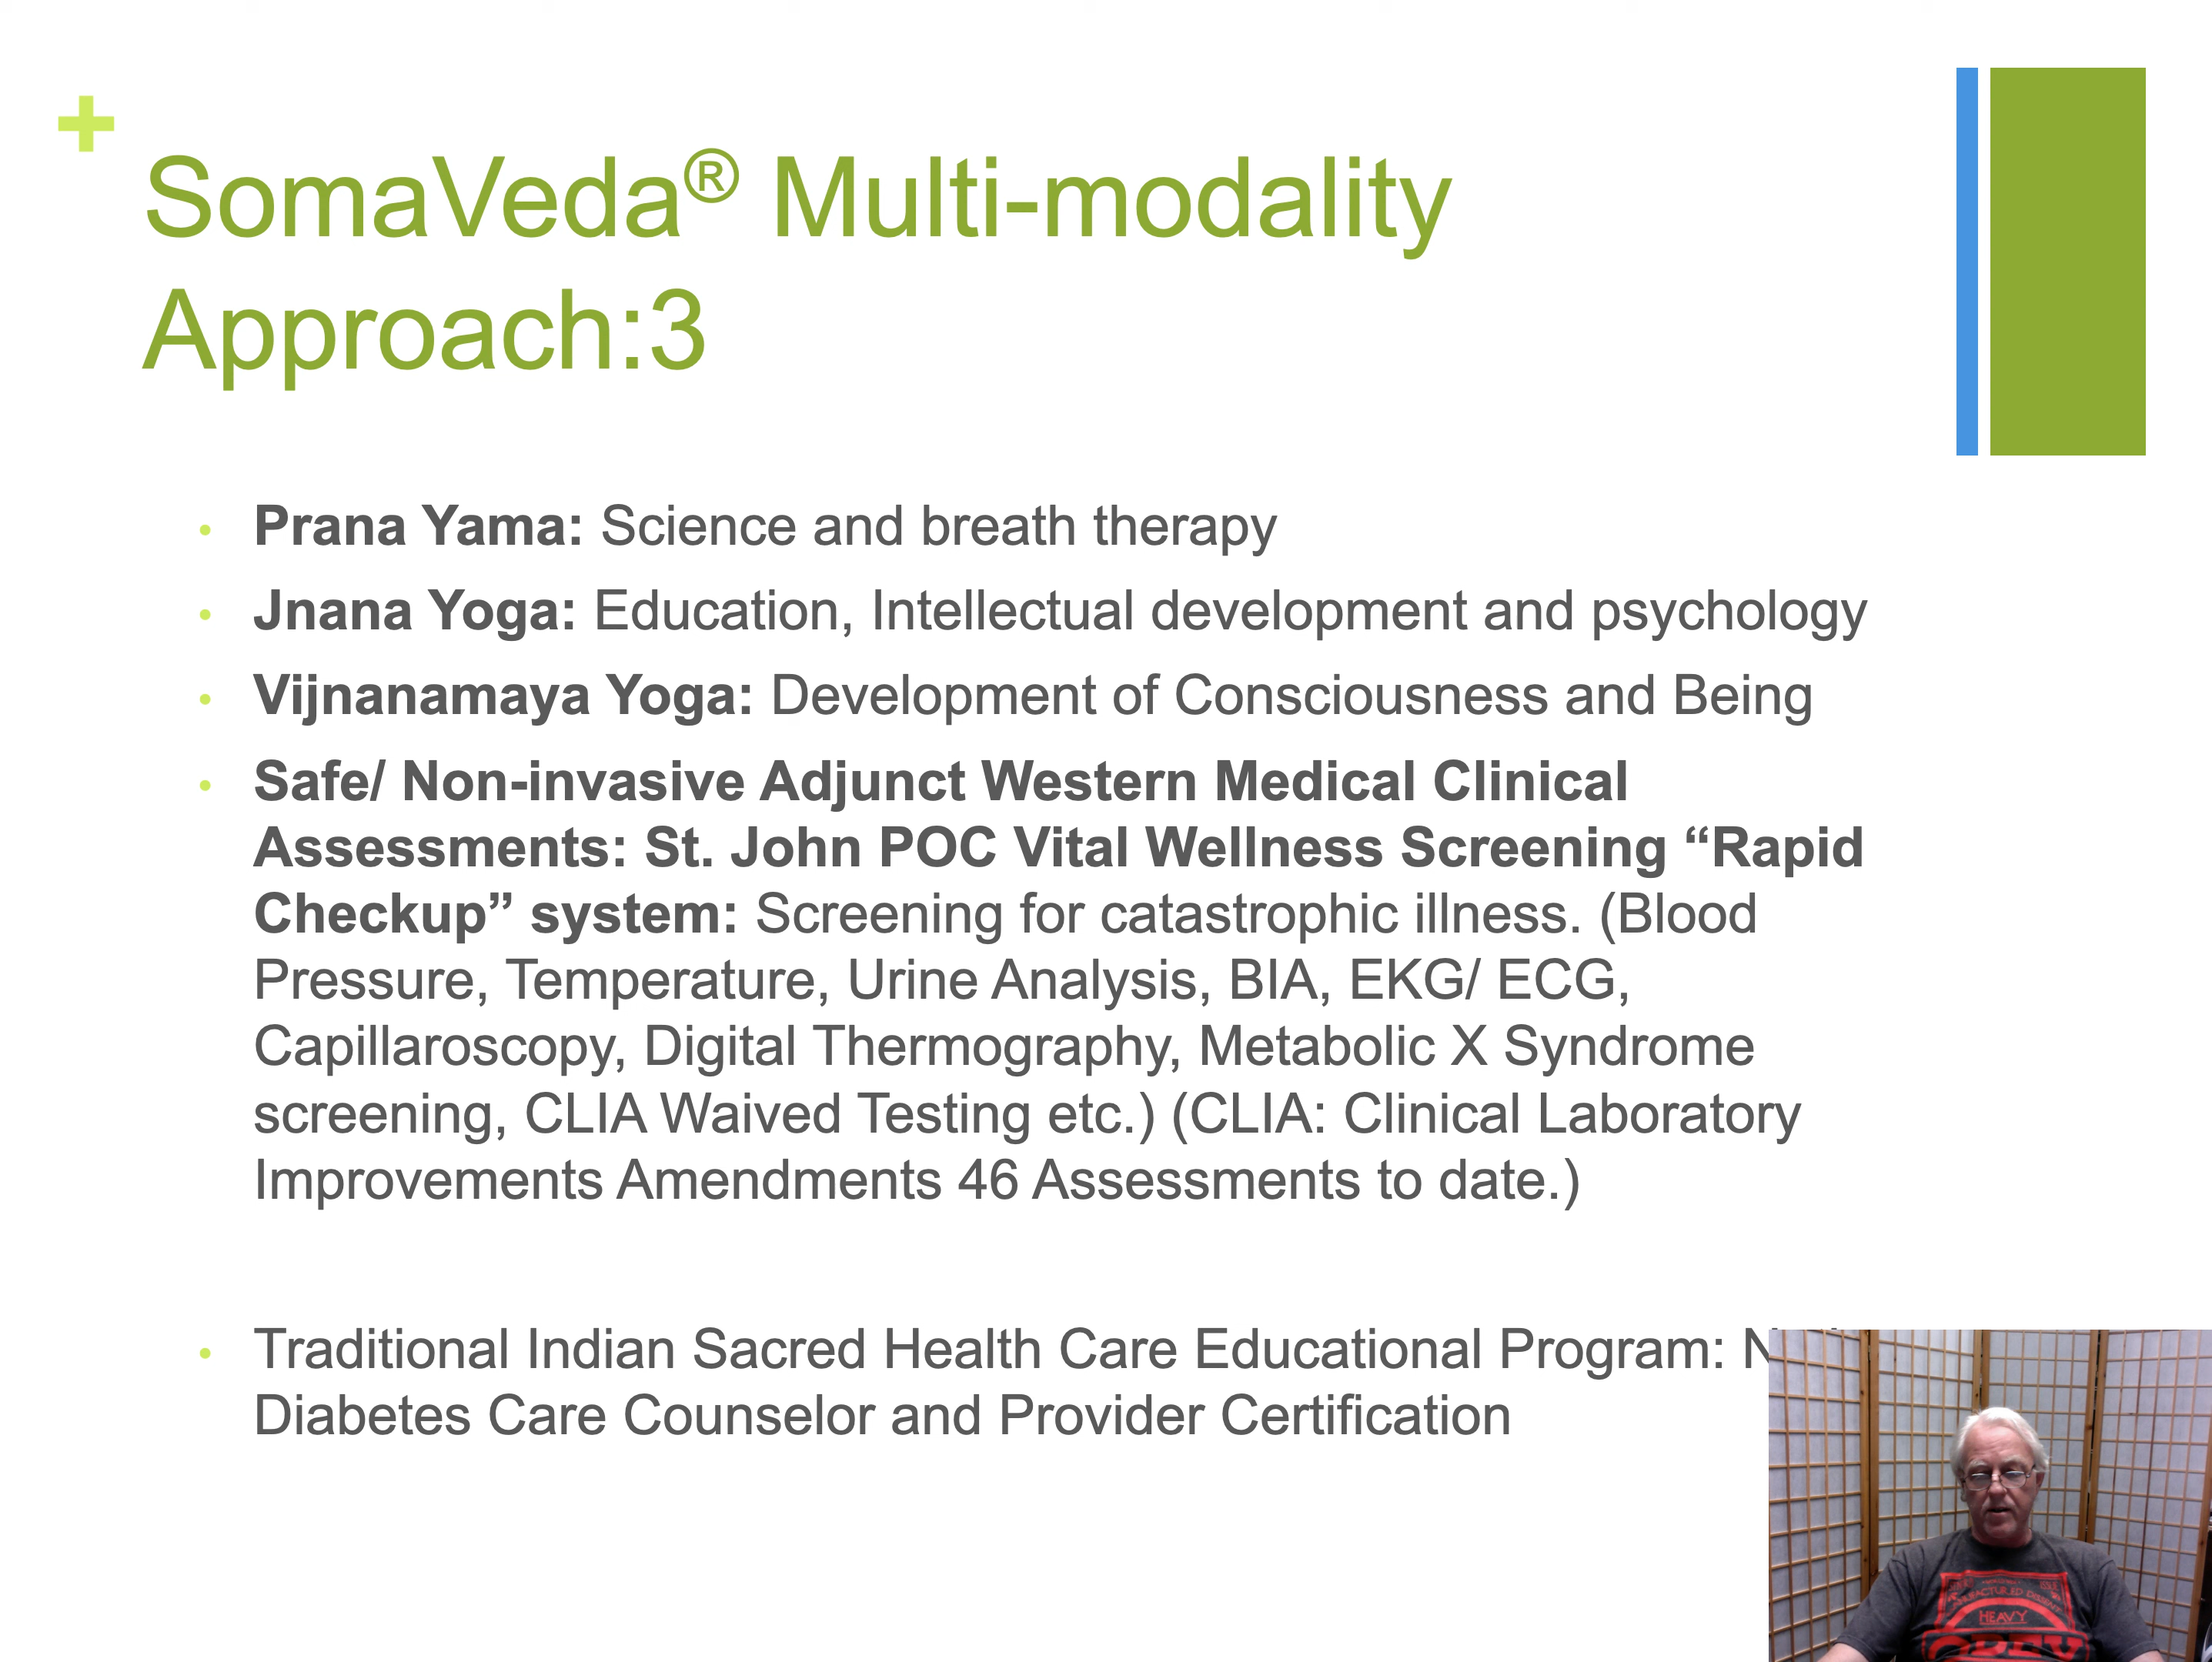 +
SomaVeda® Multi-modality
Approach:3
• Prana Yama: Science and breath therapy
• Jnana Yoga: Education, Intellectual development and psychology
• Vijnanamaya Yoga: Development of Consciousness and Being
• Safe/ Non-invasive Adjunct Western Medical Clinical
Assessments: St. John POC Vital Wellness Screening “Rapid
Checkup” system: Screening for catastrophic illness. (Blood
Pressure, Temperature, Urine Analysis, BIA, EKG/ ECG,
Capillaroscopy, Digital Thermography, Metabolic X Syndrome
screening, CLIA Waived Testing etc.) (CLIA: Clinical Laboratory
Improvements Amendments 46 Assessments to date.)
• Traditional Indian Sacred Health Care Educational Program:
Diabetes Care Counselor and Provider Certification
HEAVY
OBEY